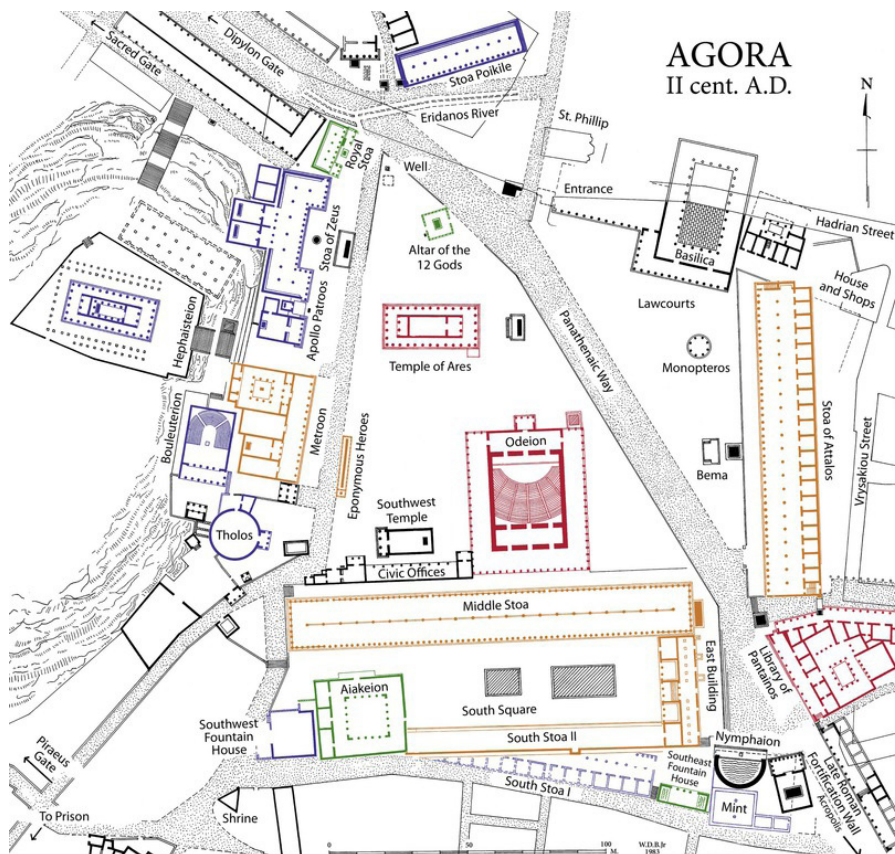 AGORA
II cent. A.D.
N
Sacred Gate
Dipylon Gate
Stoa Poikile
Eridanos River
St. Phillip
Royal
Stoa
Well
Entrance
Hadrian Street
Stoa of Zeus
Altar of the
12 Gods
Basilica
House
and Shops
Lawcourts
Hephaisteion
Apollo Patroos
Temple of Ares
Panathenaic Way
Monopteros
Bouleuterion
Metroon
Eponymous Heroes
Odeion
Bema
Stoa of Attalos
Vrysakiou Street
Southwest
Temple
Tholos
Civic Offices
Middle Stoa
East Building
Library of
Pantainos
Aiakeion
South Square
Southwest
Fountain
House
South Stoa II
Nymphaion
Piraeus
Gate
Southeast
Fountain
House
South Stoa I
Mint
Late Roman
Fortification Wall
Acropolis
To Prison
Shrine
0
50
100
M.
W.D.B.Jr
1983